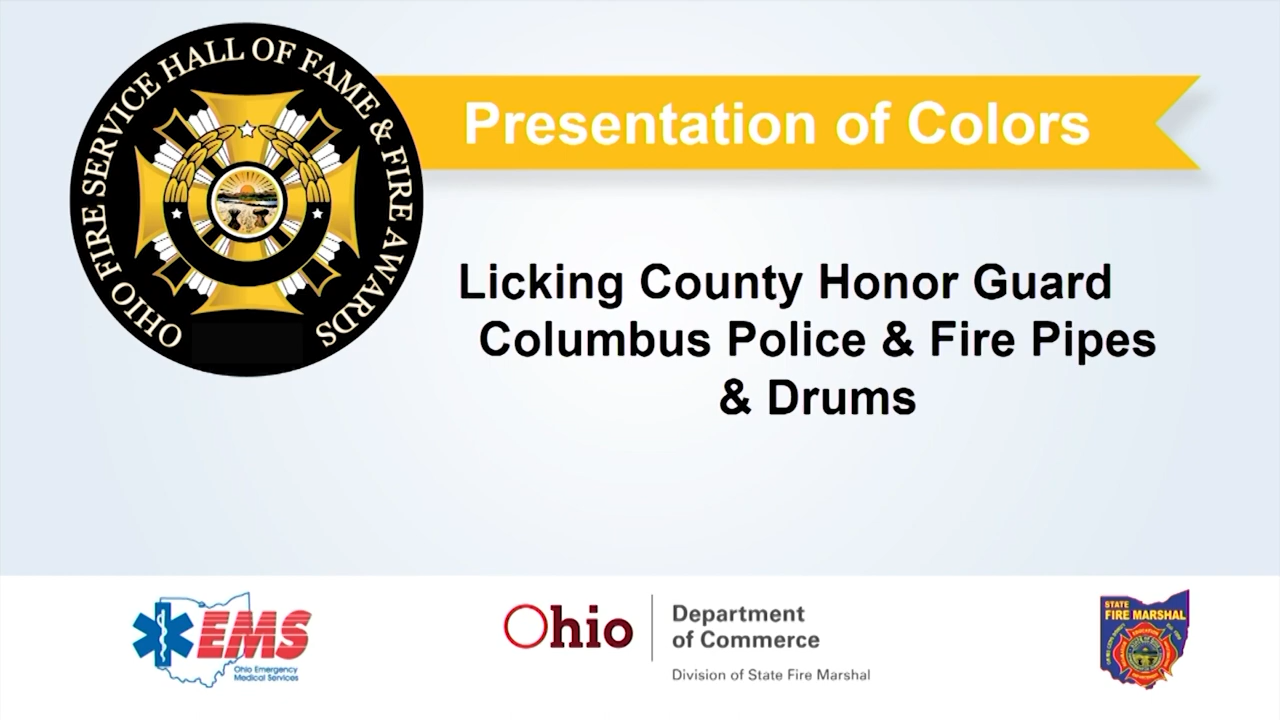 OHIO FIRE SERVICE HALL OF FAME & FIRE AWARDS
Presentation of Colors
Licking County Honor Guard
Columbus Police & Fire Pipes
& Drums
EMS
Ohio Emergency
Medical Services
Ohio
Department
of Commerce
Division of State Fire Marshal
STATE
FIRE MARSHAL